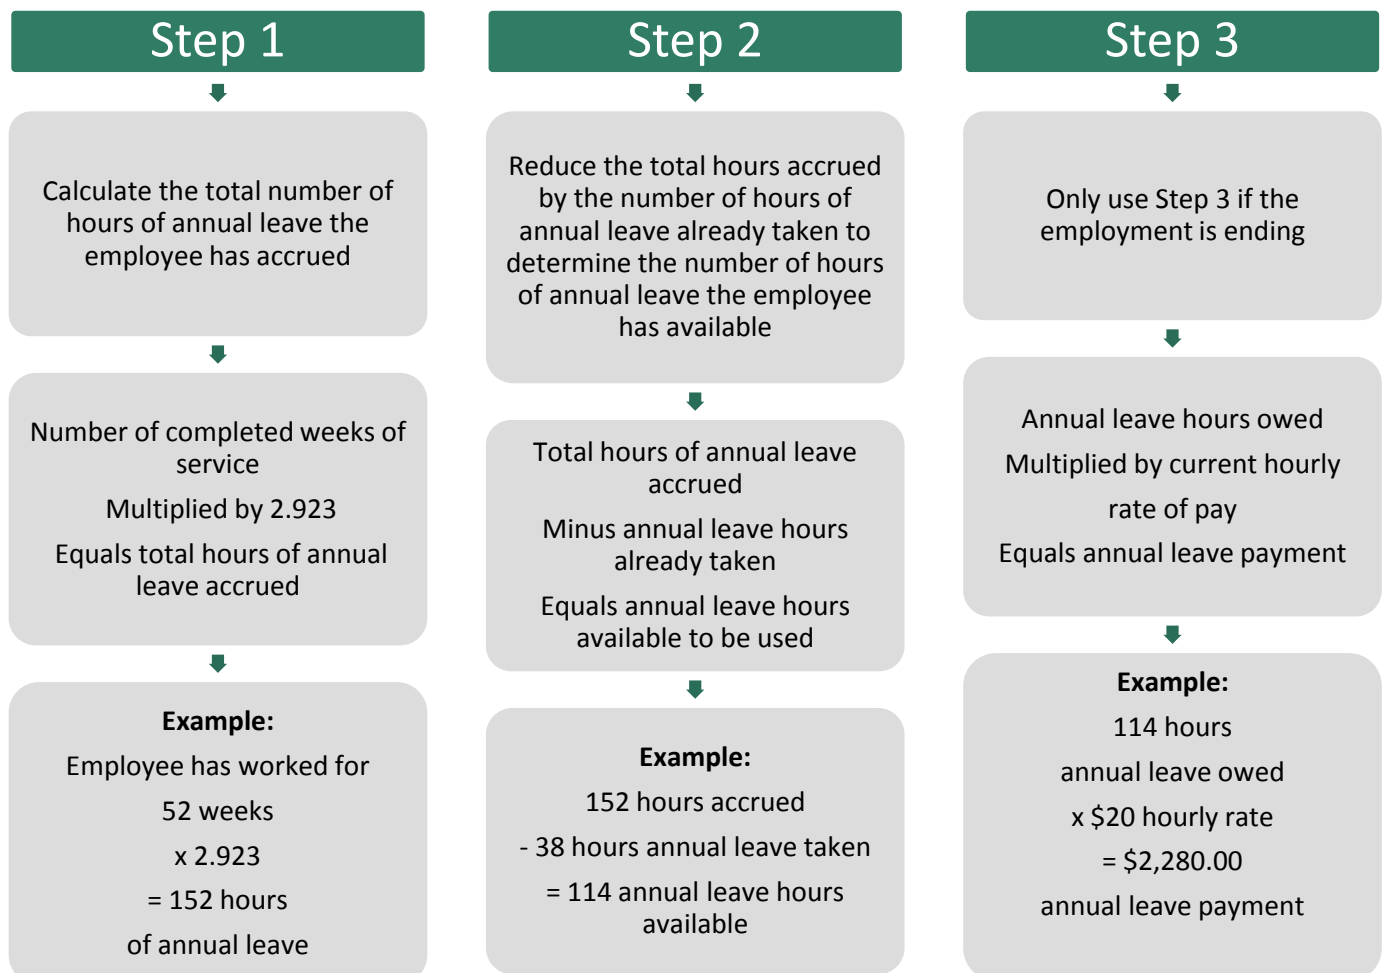 Step 1
Calculate the total number of
hours of annual leave the
employee has accrued
Number of completed weeks of
service
Multiplied by 2.923
Equals total hours of annual
leave accrued
Example:
Employee has worked for
52 weeks
x 2.923
= 152 hours
of annual leave
Step 2
Reduce the total hours accrued
by the number of hours of
annual leave already taken to
determine the number of hours
of annual leave the employee
has available
Total hours of annual leave
accrued
Minus annual leave hours
already taken
Equals annual leave hours
available to be used
Example:
152 hours accrued
- 38 hours annual leave taken
= 114 annual leave hours
available
Step 3
Only use Step 3 if the
employment is ending
Annual leave hours owed
Multiplied by current hourly
rate of pay
Equals annual leave payment
Example:
114 hours
annual leave owed
x $20 hourly rate
= $2,280.00
annual leave payment